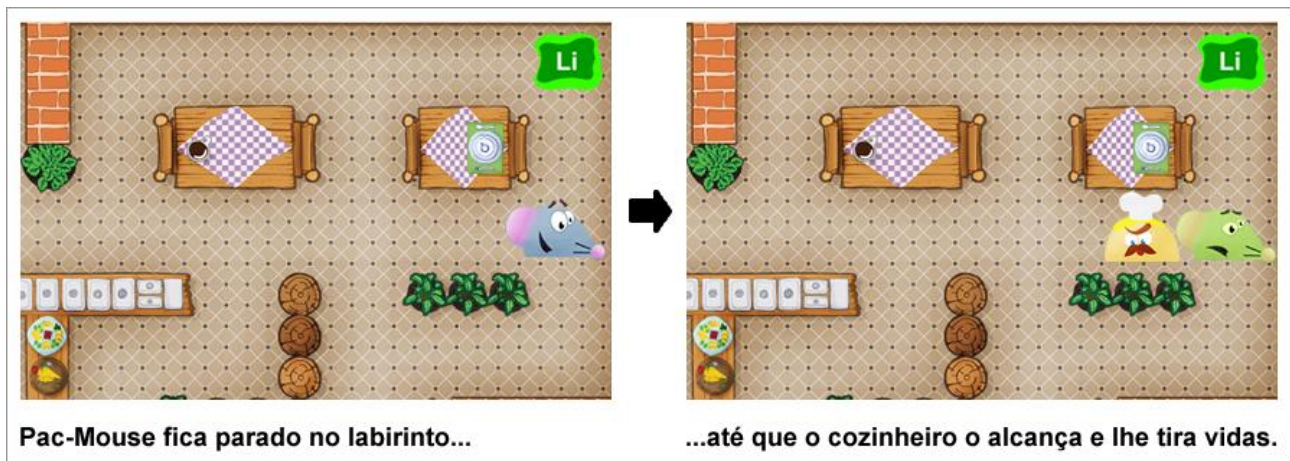 Li
Li
Pac-Mouse fica parado no labirinto...
...até que o cozinheiro o alcança e lhe tira vidas.